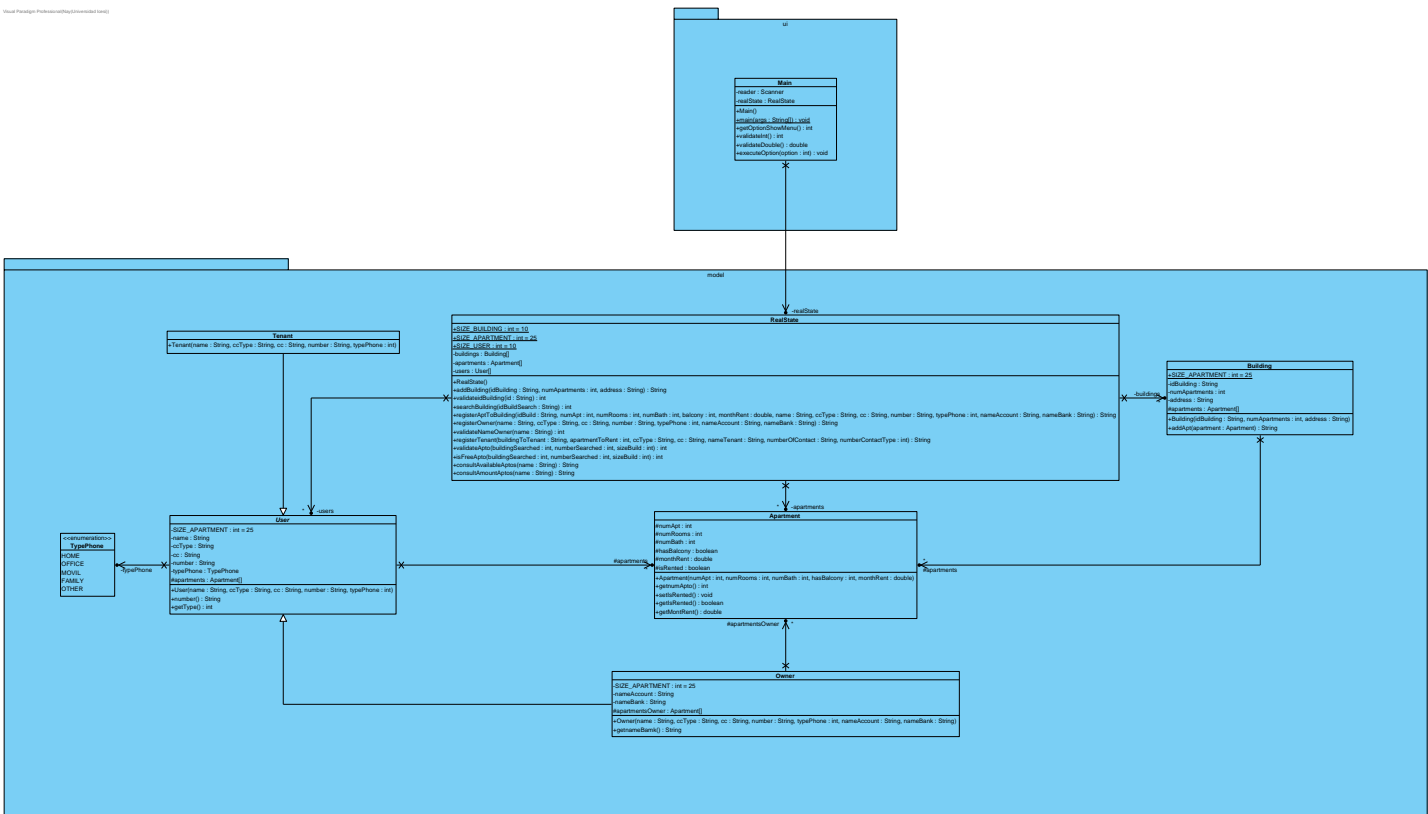 Visual Paradigm Professional(May(Universidad Icesi))
ui
Main
-reader : Scanner
-realState : RealState
+Main()
+main(args : String[]) : void
+getOptionShowMenu() : int
+validateInt() : int
+validateDouble() : double
+executeOption(option : int) : void
model
-realState
RealState
+SIZE_BUILDING : int = 10
+SIZE_APARTMENT : int = 25
+SIZE_USER : int = 10
-buildings : Building[]
-apartments : Apartment[]
-users : User[]
+RealState()
+addBuilding(idBuilding : String, numApartments : int, address : String) : String
+validateidBuilding(id : String) : int
+searchBuilding(idBuildSearch : String) : int
+registerAptToBuilding(idBuild : String, numApt : int, numRooms : int, numBath : int, balcony : int, monthRent : double, name : String, ccType : String, cc : String, number : String, typePhone : int, nameAccount : String, nameBank : String) : String
+registerOwner(name : String, ccType : String, cc : String, number : String, typePhone : int, nameAccount : String, nameBank : String) : String
+validateNameOwner(name : String) : int
+registerTenant(buildingToTenant : String, apartmentToRent : int, ccType : String, cc : String, nameTenant : String, numberOfContact : String, numberContactType : int) : String
+validateApto(buildingSearched : int, numberSearched : int, sizeBuild : int) : int
+isFreeApto(buildingSearched : int, numberSearched : int, sizeBuild : int) : int
+consultAvailableAptos(name : String) : String
+consultAmountAptos(name : String) : String
Tenant
+Tenant(name : String, ccType : String, cc : String, number : String, typePhone : int)
-buildings
*
Building
+SIZE_APARTMENT : int = 25
-idBuilding : String
-numApartments : int
-address : String
#apartments : Apartment[]
+Building(idBuilding : String, numApartments : int, address : String)
+addApt(apartment : Apartment) : String
* -users
User
-SIZE_APARTMENT : int = 25
-name : String
-ccType : String
-cc : String
-number : String
-typePhone : TypePhone
#apartments : Apartment[]
+User(name : String, ccType : String, cc : String, number : String, typePhone : int)
+number() : String
+getType() : int
<<enumeration>>
TypePhone
HOME
OFFICE
MOVIL
FAMILY
OTHER
-typePhone
* -apartments
Apartment
#numApt : int
#numRooms : int
#numBath : int
#hasBalcony : boolean
#monthRent : double
#isRented : boolean
+Apartment(numApt : int, numRooms : int, numBath : int, hasBalcony : int, monthRent : double)
+getnumApto() : int
+setIsRented() : void
+getIsRented() : boolean
+getMontRent() : double
#apartments
*
*
#apartments
#apartmentsOwner *
Owner
-SIZE_APARTMENT : int = 25
-nameAccount : String
-nameBank : String
#apartmentsOwner : Apartment[]
+Owner(name : String, ccType : String, cc : String, number : String, typePhone : int, nameAccount : String, nameBank : String)
+getnameBamk() : String